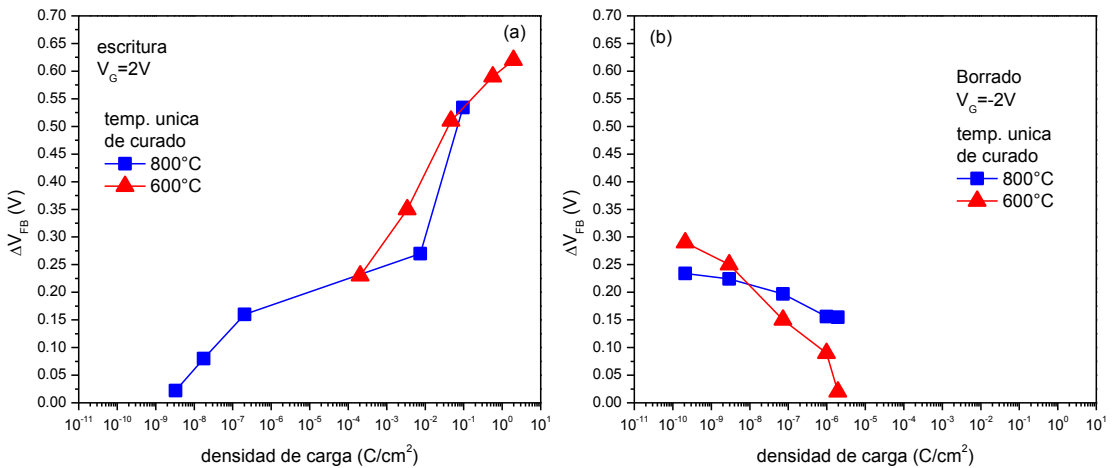 (a)
escritura
V_G=2V
temp. unica
de curado
800°C
600°C
0.70
0.65
0.60
0.55
0.50
0.45
0.40
0.35
0.30
0.25
0.20
0.15
0.10
0.05
0.00
ΔV_FB (V)
10^-11 10^-10 10^-9 10^-8 10^-7 10^-6 10^-5 10^-4 10^-3 10^-2 10^-1 10^0 10^1
densidad de carga (C/cm^2)
(b)
Borrado
V_G=-2V
temp. unica
de curado
800°C
600°C
0.70
0.65
0.60
0.55
0.50
0.45
0.40
0.35
0.30
0.25
0.20
0.15
0.10
0.05
0.00
ΔV_FB (V)
10^-11 10^-10 10^-9 10^-8 10^-7 10^-6 10^-5 10^-4 10^-3 10^-2 10^-1 10^0 10^1
densidad de carga (C/cm^2)